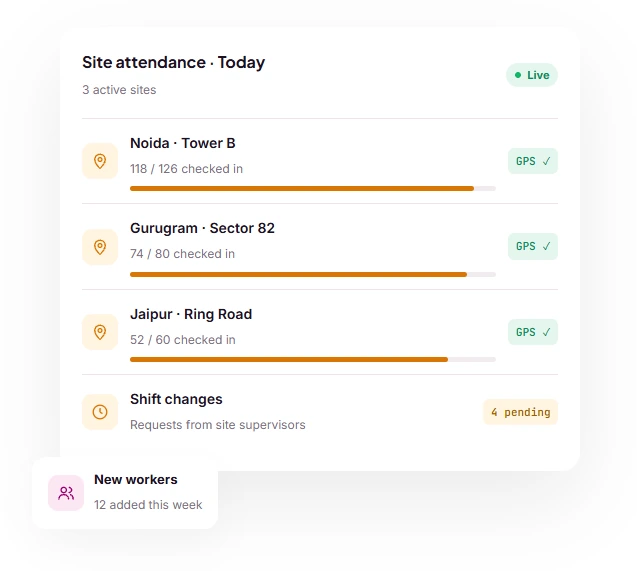 Site attendance · Today
3 active sites
Live
Noida · Tower B
118 / 126 checked in
GPS ✓
Gurugram · Sector 82
74 / 80 checked in
GPS ✓
Jaipur · Ring Road
52 / 60 checked in
GPS ✓
Shift changes
Requests from site supervisors
4 pending
New workers
12 added this week